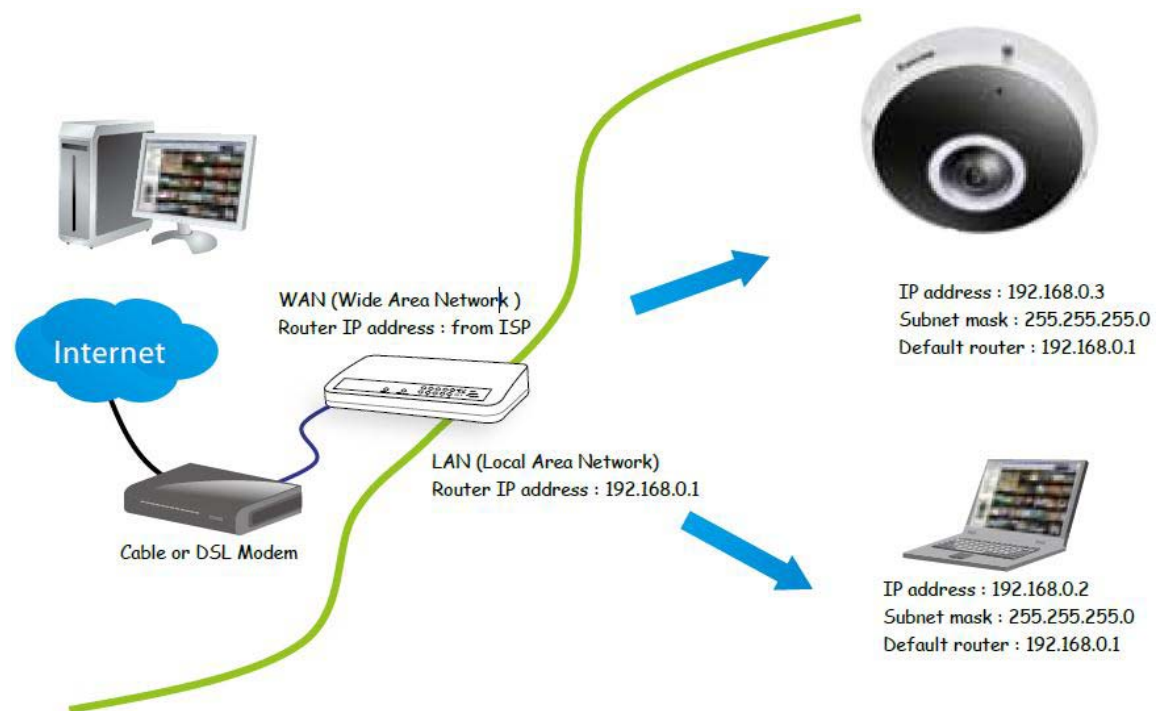 WAN (Wide Area Network )
Router IP address : from ISP
Internet
LAN (Local Area Network)
Router IP address : 192.168.0.1
Cable or DSL Modem
IP address : 192.168.0.3
Subnet mask : 255.255.255.0
Default router : 192.168.0.1
IP address : 192.168.0.2
Subnet mask : 255.255.255.0
Default router : 192.168.0.1